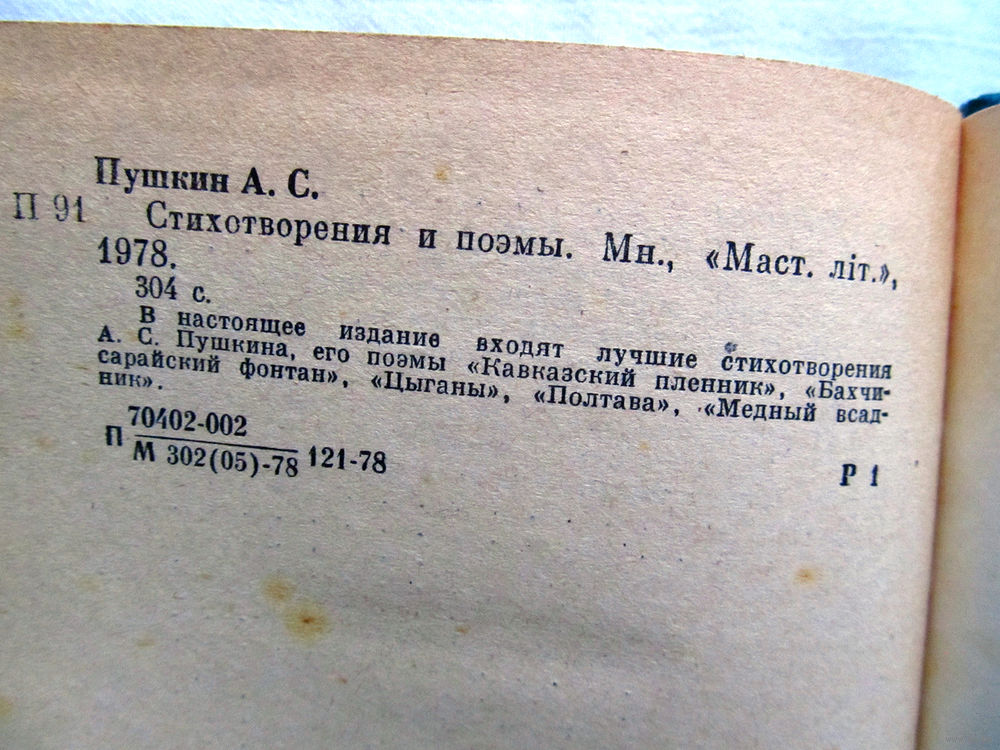 Пушкин А. С.
П 91 Стихотворения и поэмы. Мн., «Маст. літ.»,
1978.
304 с.
В настоящее издание входят лучшие стихотворения
А. С. Пушкина, его поэмы «Кавказский пленник», «Бахчи-
сарайский фонтан», «Цыганы», «Полтава», «Медный всад-
ник».
70402-002
П 121-78
М 302(05)-78
Р 1